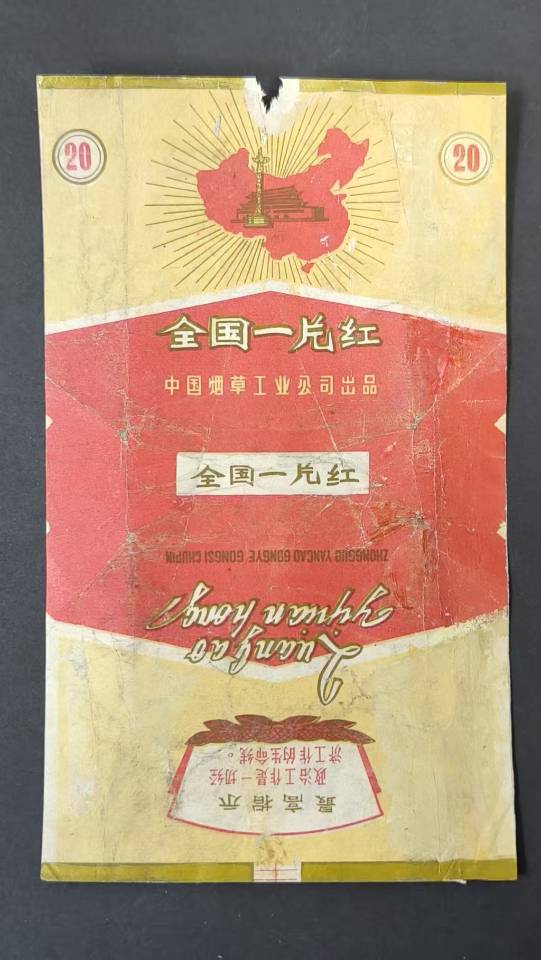 20
20
全国一片红
中国烟草工业公司出品
全国一片红
ZHONGGUO YANCAO GONGYE GONGSI CHUPIN
Quanguo
yipian hong
最高指示
政治工作是一切经
济工作的生命线。